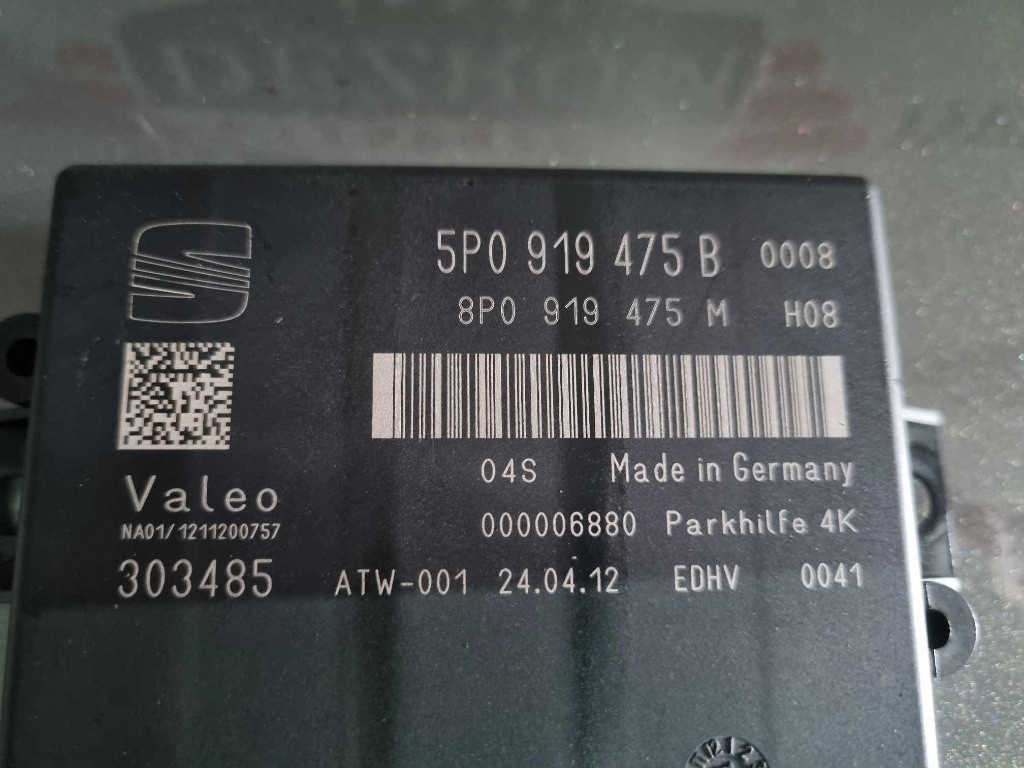 5P0 919 475 B 0008
8P0 919 475 M H08
04S Made in Germany
Valeo
NA01/1211200757
000006880 Parkhilfe 4K
303485 ATW-001 24.04.12 EDHV 0041